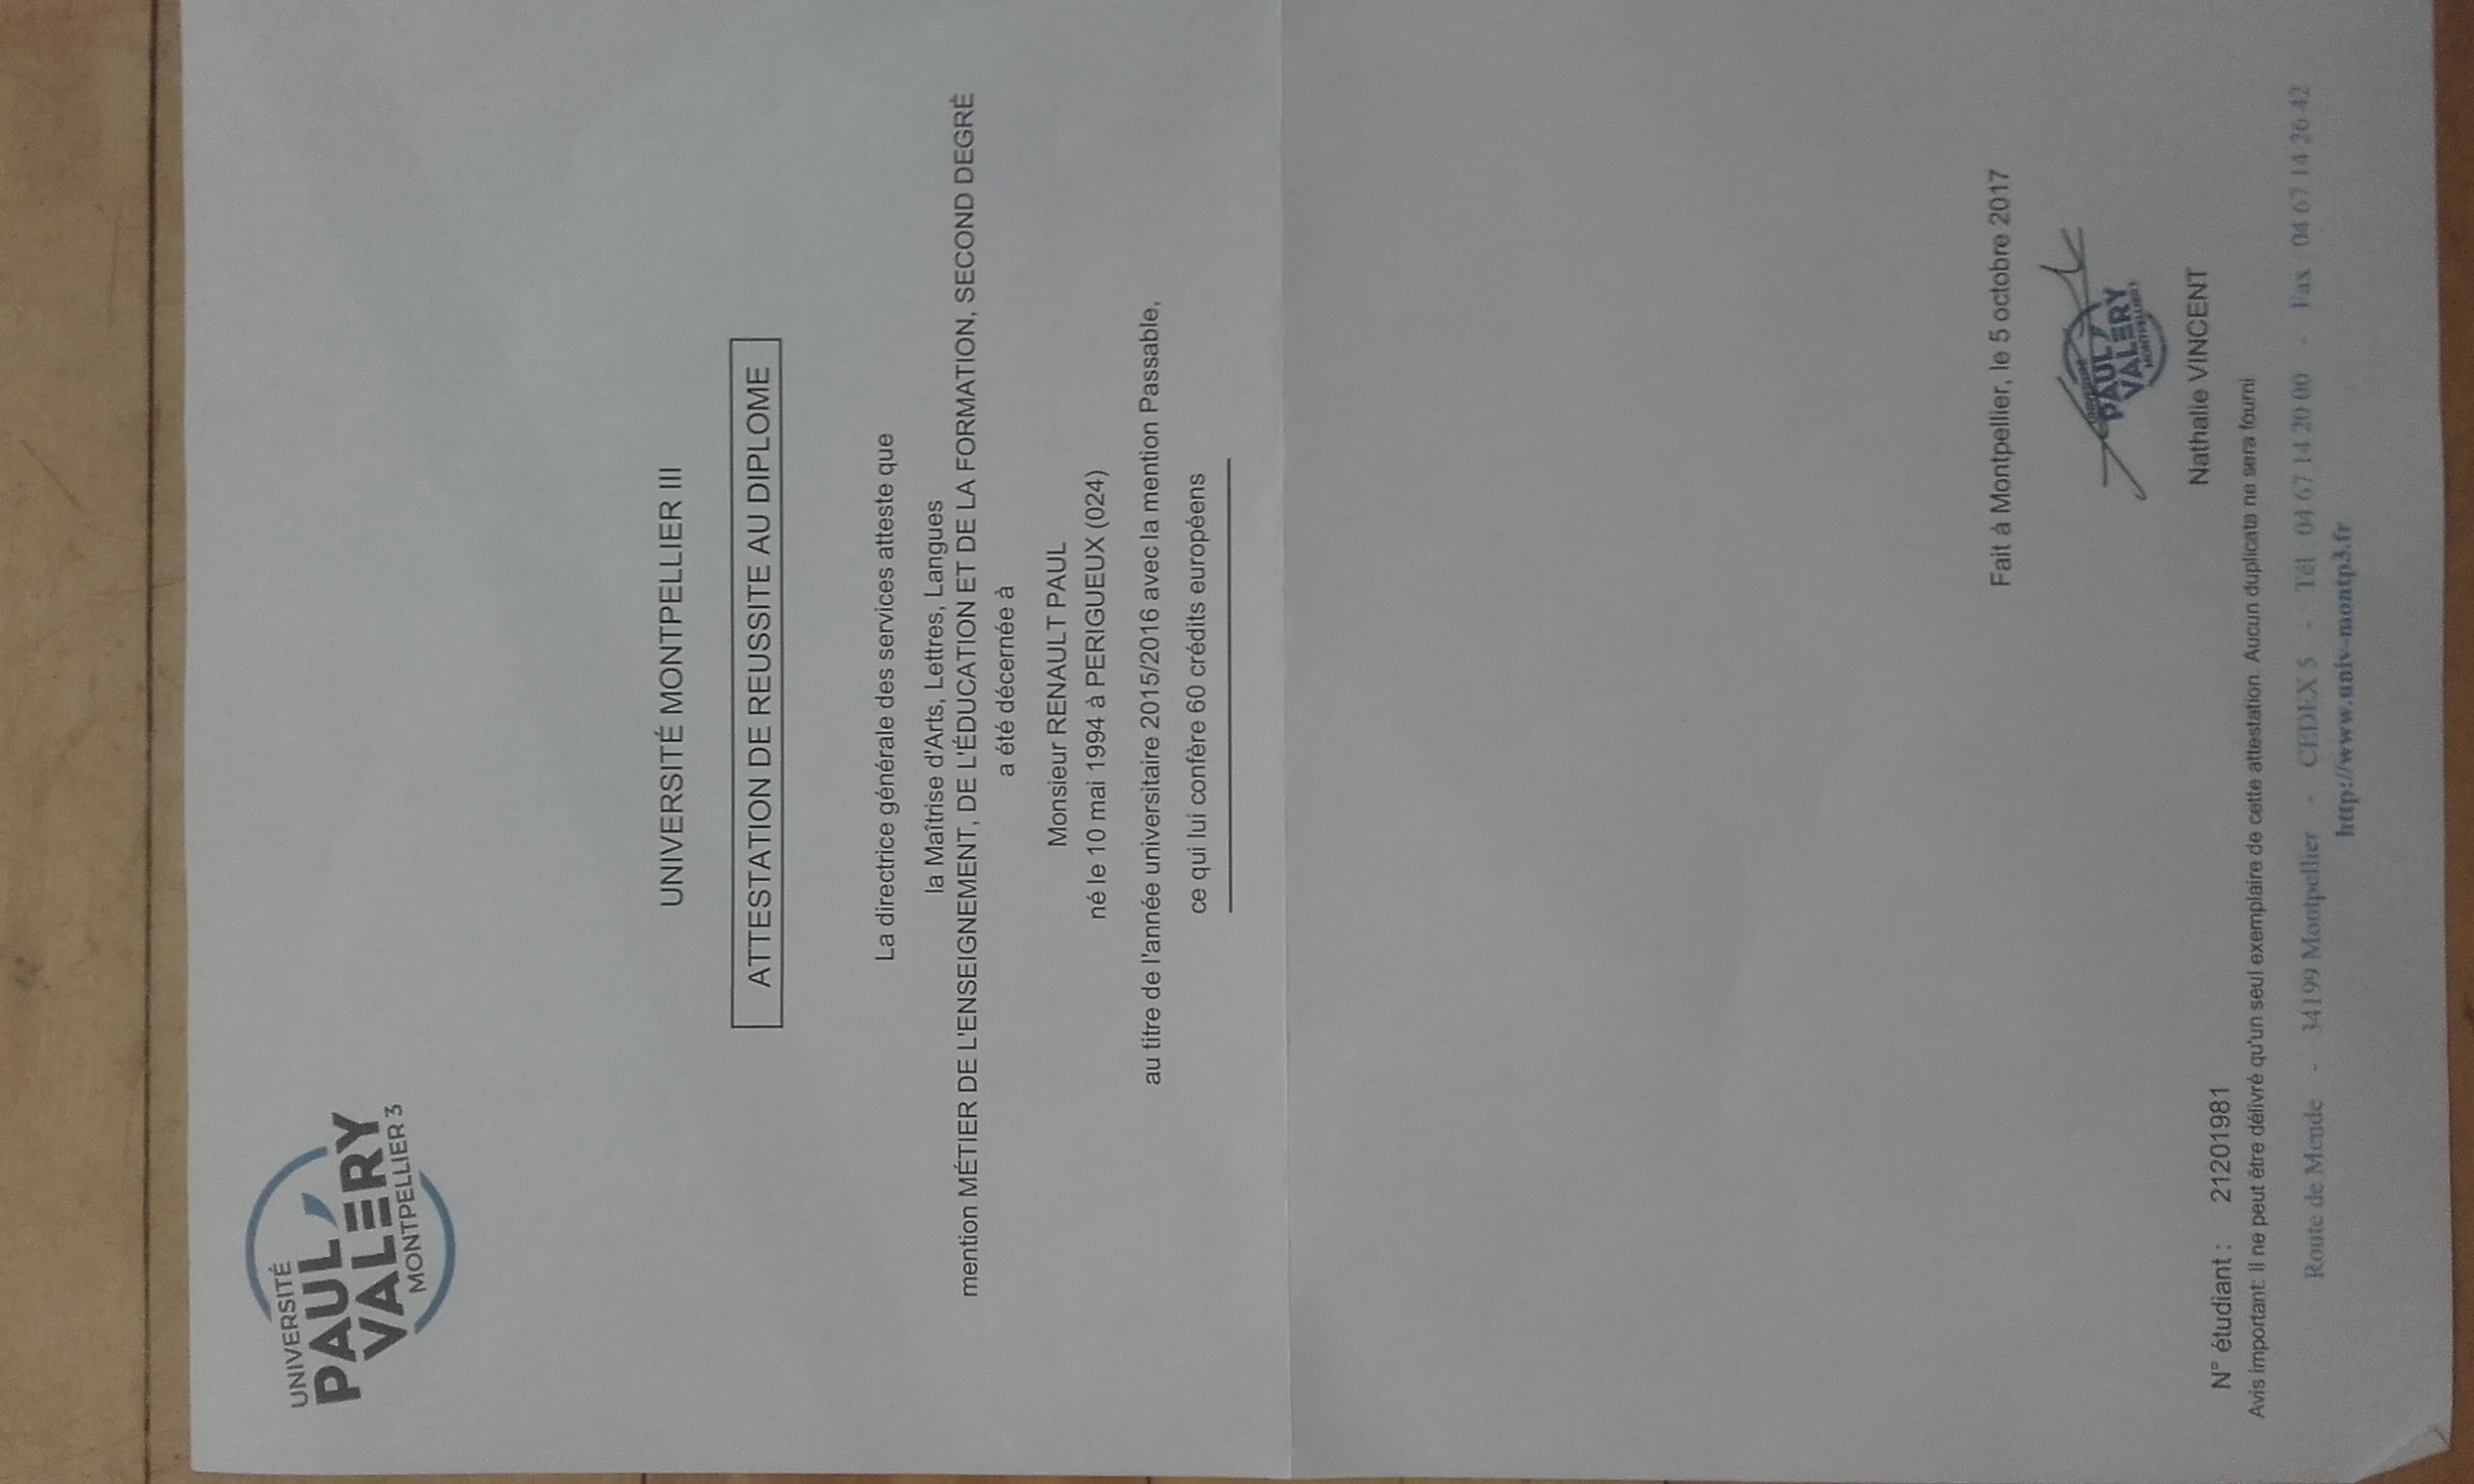 UNIVERSITÉ
PAUL
VALÉRY
MONTPELLIER 3
UNIVERSITÉ MONTPELLIER III
ATTESTATION DE REUSSITE AU DIPLOME
La directrice générale des services atteste que
la Maîtrise d'Arts, Lettres, Langues
mention MÉTIER DE L'ENSEIGNEMENT, DE L'ÉDUCATION ET DE LA FORMATION, SECOND DEGRÉ
a été décernée à
Monsieur RENAULT PAUL
né le 10 mai 1994 à PERIGUEUX (024)
au titre de l'année universitaire 2015/2016 avec la mention Passable,
ce qui lui confère 60 crédits européens
Fait à Montpellier, le 5 octobre 2017
UNIVERSITÉ
PAUL
VALÉRY
MONTPELLIER 3
Nathalie VINCENT
N° étudiant : 21201981
Avis important: Il ne peut être délivré qu'un seul exemplaire de cette attestation. Aucun duplicata ne sera fourni.
Route de Mende - 34199 Montpellier - CEDEX 5 - Tél 04 67 14 20 00 - Fax 04 67 14 26 42
http://www.univ-montp3.fr